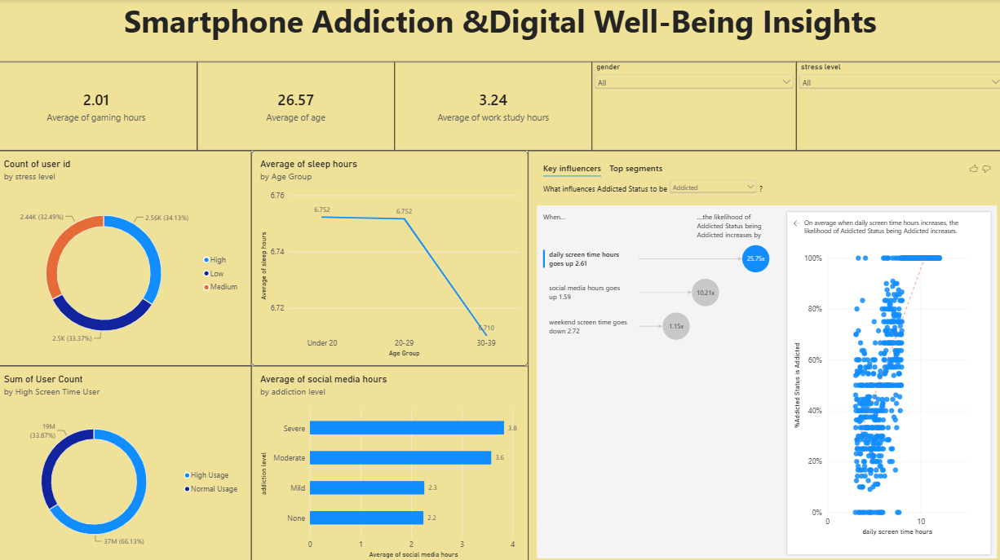 Smartphone Addiction &Digital Well-Being Insights
2.01
Average of gaming hours
26.57
Average of age
3.24
Average of work study hours
gender
All
stress level
All
Count of user id
by stress level
2.44K (32.49%)
2.56K (34.13%)
2.5K (33.37%)
High
Low
Medium
Average of sleep hours
by Age Group
Average of sleep hours
6.76
6.74
6.72
6.752
6.752
6.710
Under 20
20-29
30-39
Age Group
Key influencers
Top segments
What influences Addicted Status to be
Addicted
?
When...
...the likelihood of
Addicted Status being
Addicted increases by
daily screen time hours
goes up 2.61
25.75x
social media hours goes
up 1.59
10.21x
weekend screen time goes
down 2.72
1.15x
On average when daily screen time hours increases, the
likelihood of Addicted Status being Addicted increases.
%Addicted Status is Addicted
100%
80%
60%
40%
20%
0%
0
10
daily screen time hours
Sum of User Count
by High Screen Time User
19M
(33.87%)
37M (66.13%)
High Usage
Normal Usage
Average of social media hours
by addiction level
addiction level
Severe
3.8
Moderate
3.6
Mild
2.3
None
2.2
0
1
2
3
4
Average of social media hours